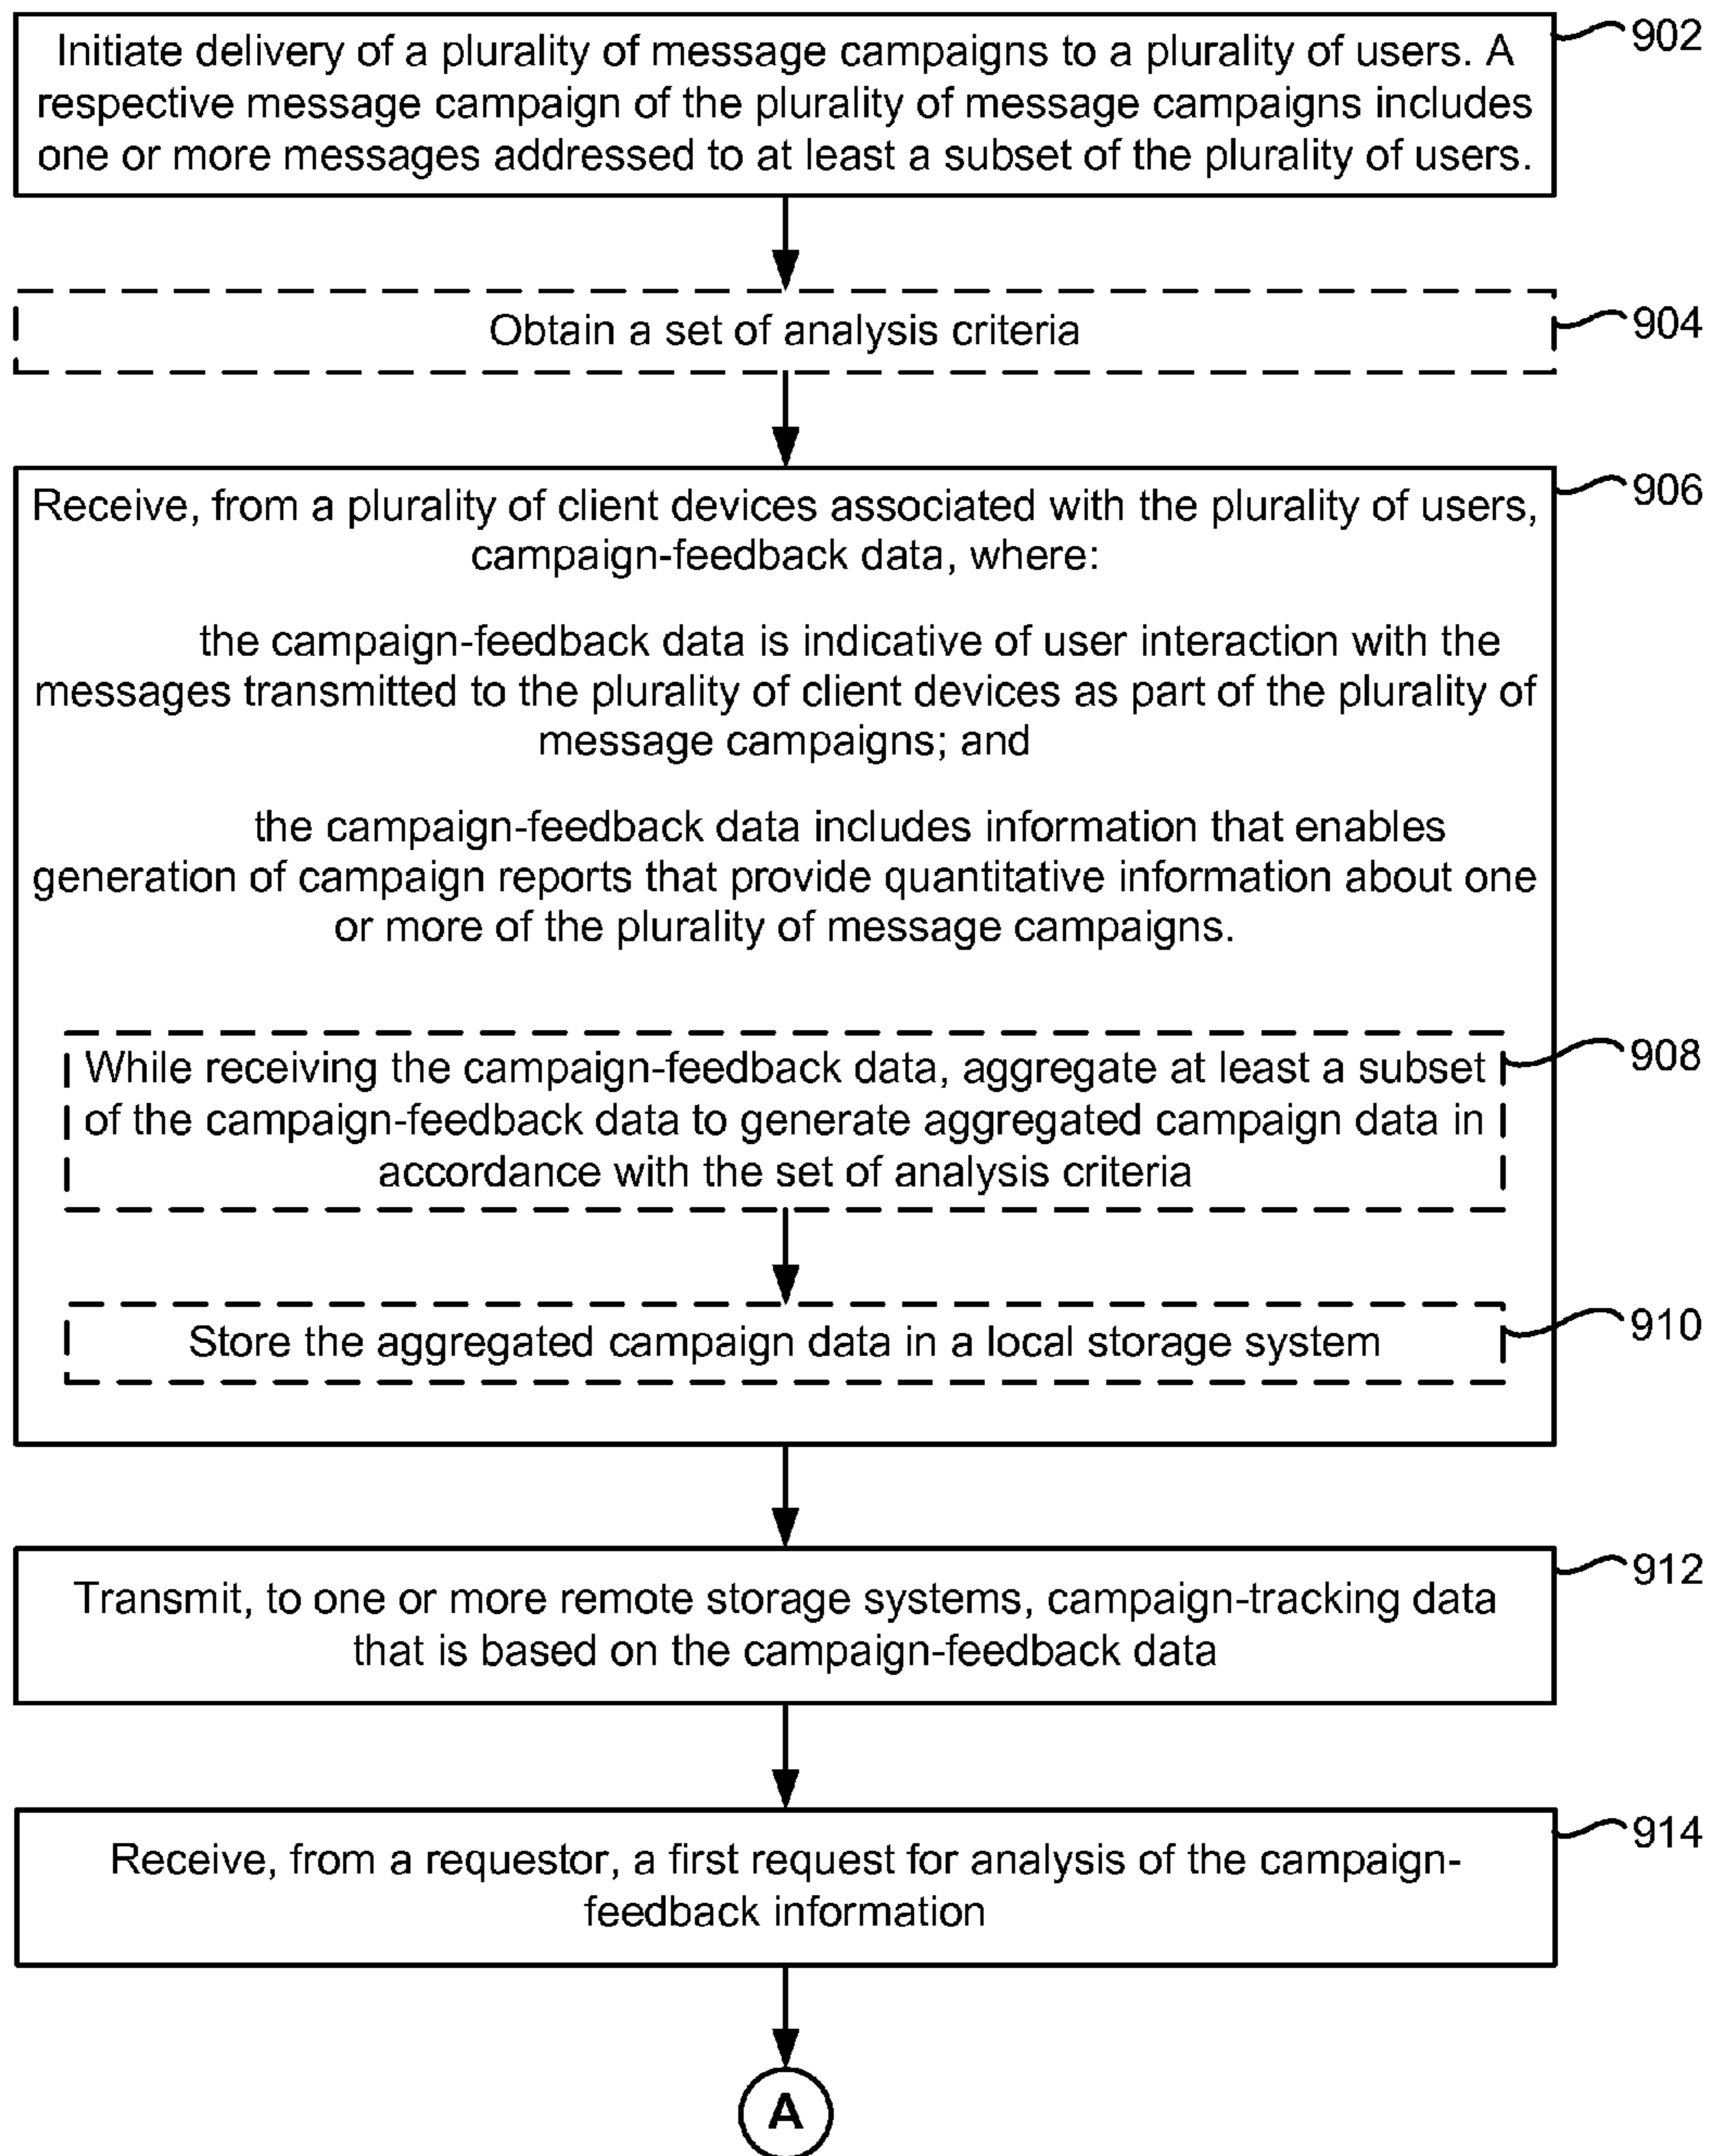 Initiate delivery of a plurality of message campaigns to a plurality of users. A
respective message campaign of the plurality of message campaigns includes
one or more messages addressed to at least a subset of the plurality of users.
902
Obtain a set of analysis criteria
904
Receive, from a plurality of client devices associated with the plurality of users,
campaign-feedback data, where:
906
the campaign-feedback data is indicative of user interaction with the
messages transmitted to the plurality of client devices as part of the plurality of
message campaigns; and
the campaign-feedback data includes information that enables
generation of campaign reports that provide quantitative information about one
or more of the plurality of message campaigns.
While receiving the campaign-feedback data, aggregate at least a subset
of the campaign-feedback data to generate aggregated campaign data in
accordance with the set of analysis criteria
908
Store the aggregated campaign data in a local storage system
910
Transmit, to one or more remote storage systems, campaign-tracking data
that is based on the campaign-feedback data
912
Receive, from a requestor, a first request for analysis of the campaign-
feedback information
914
A